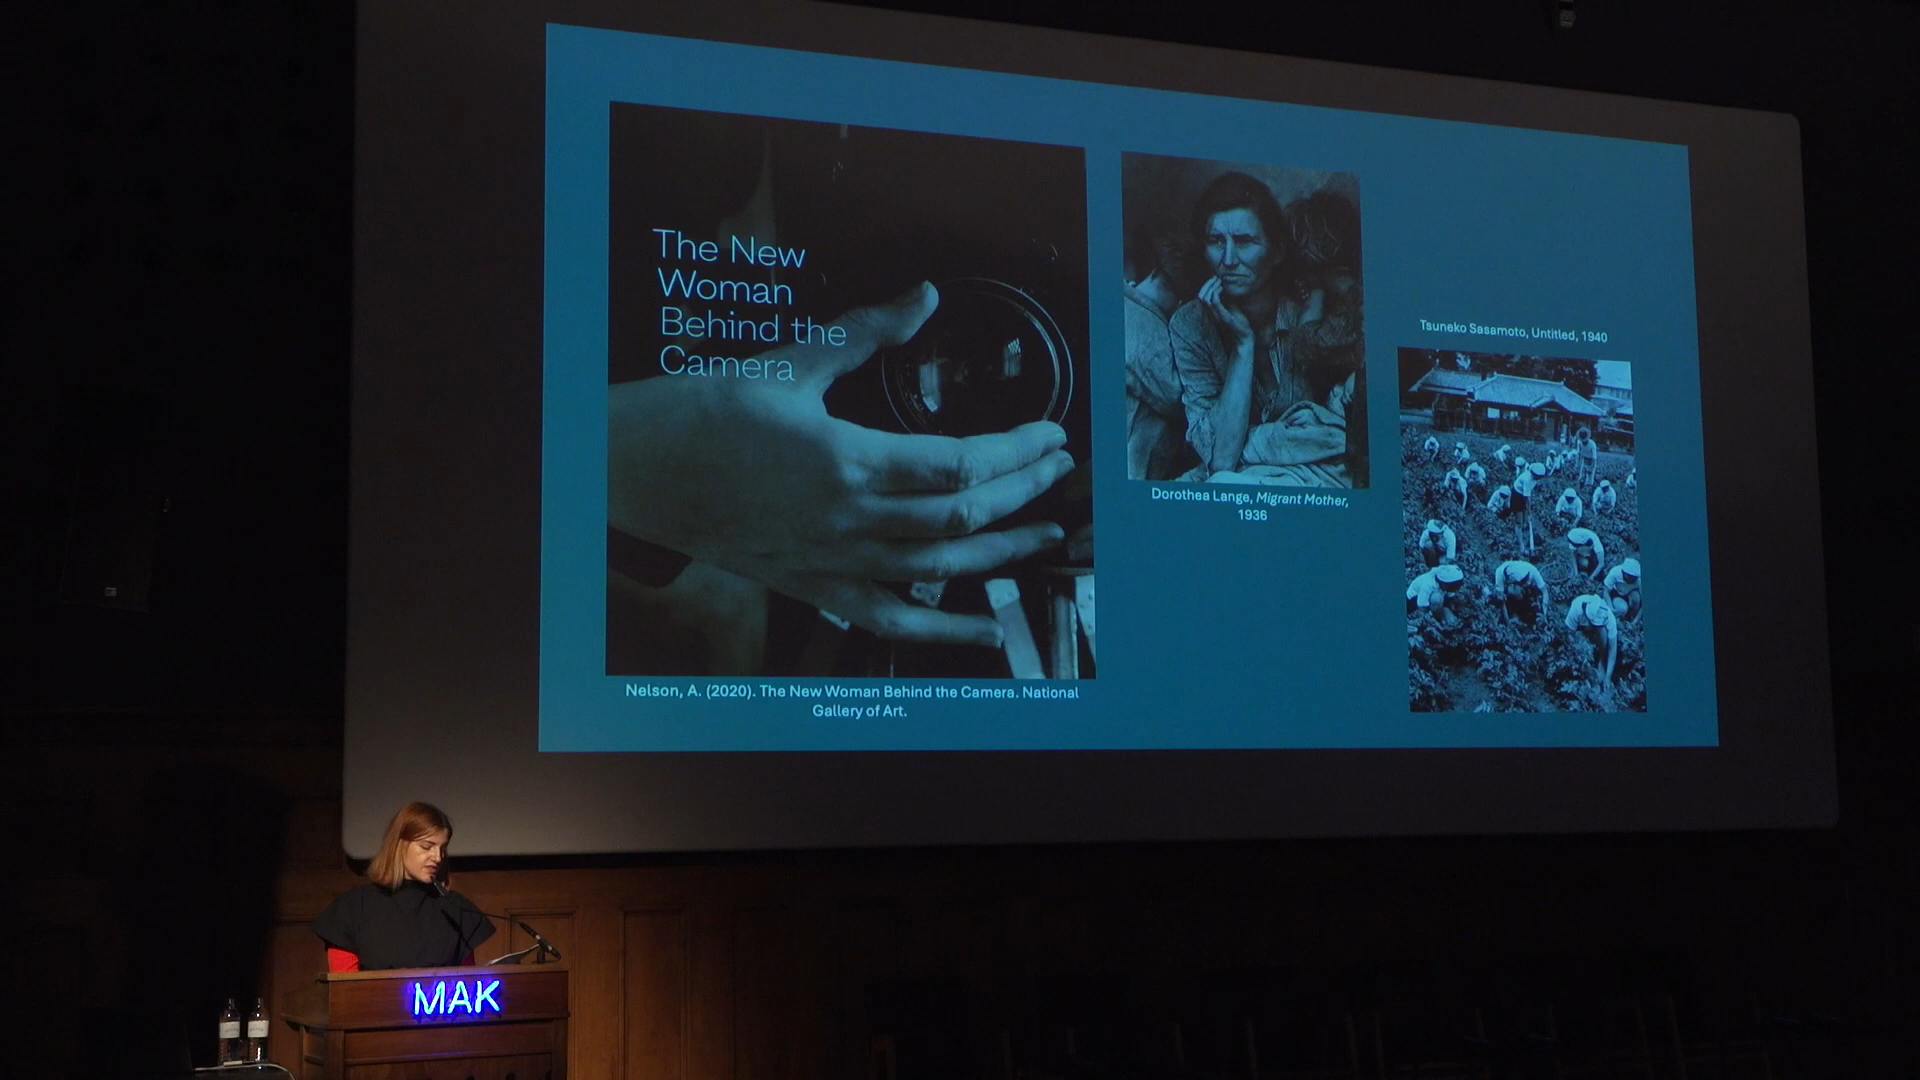 The New
Woman
Behind the
Camera
Nelson, A. (2020). The New Woman Behind the Camera. National
Gallery of Art.
Dorothea Lange, Migrant Mother,
1936
Tsuneko Sasamoto, Untitled, 1940
MAK